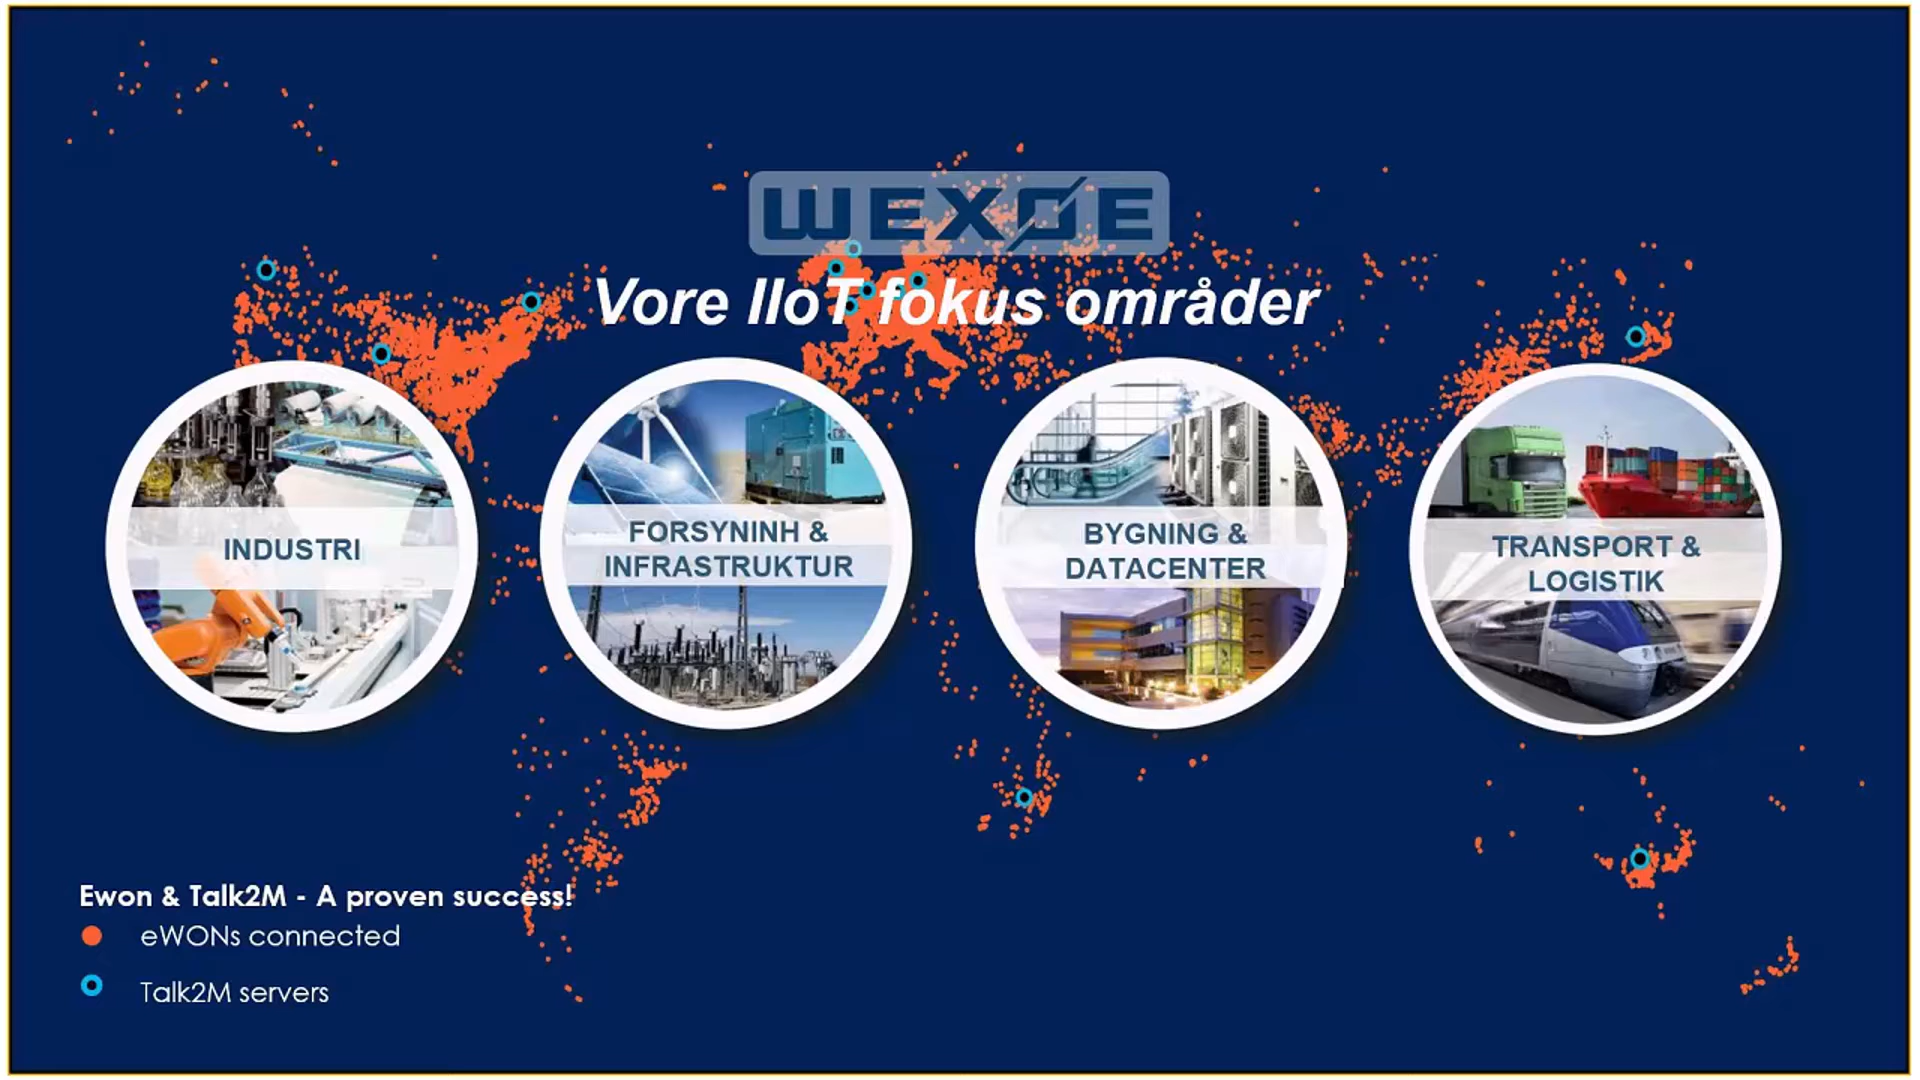 WEXØE
Vore IIoT fokus områder
INDUSTRI
FORSYNINH &
INFRASTRUKTUR
BYGNING &
DATACENTER
TRANSPORT &
LOGISTIK
Ewon & Talk2M - A proven success!
eWONs connected
Talk2M servers